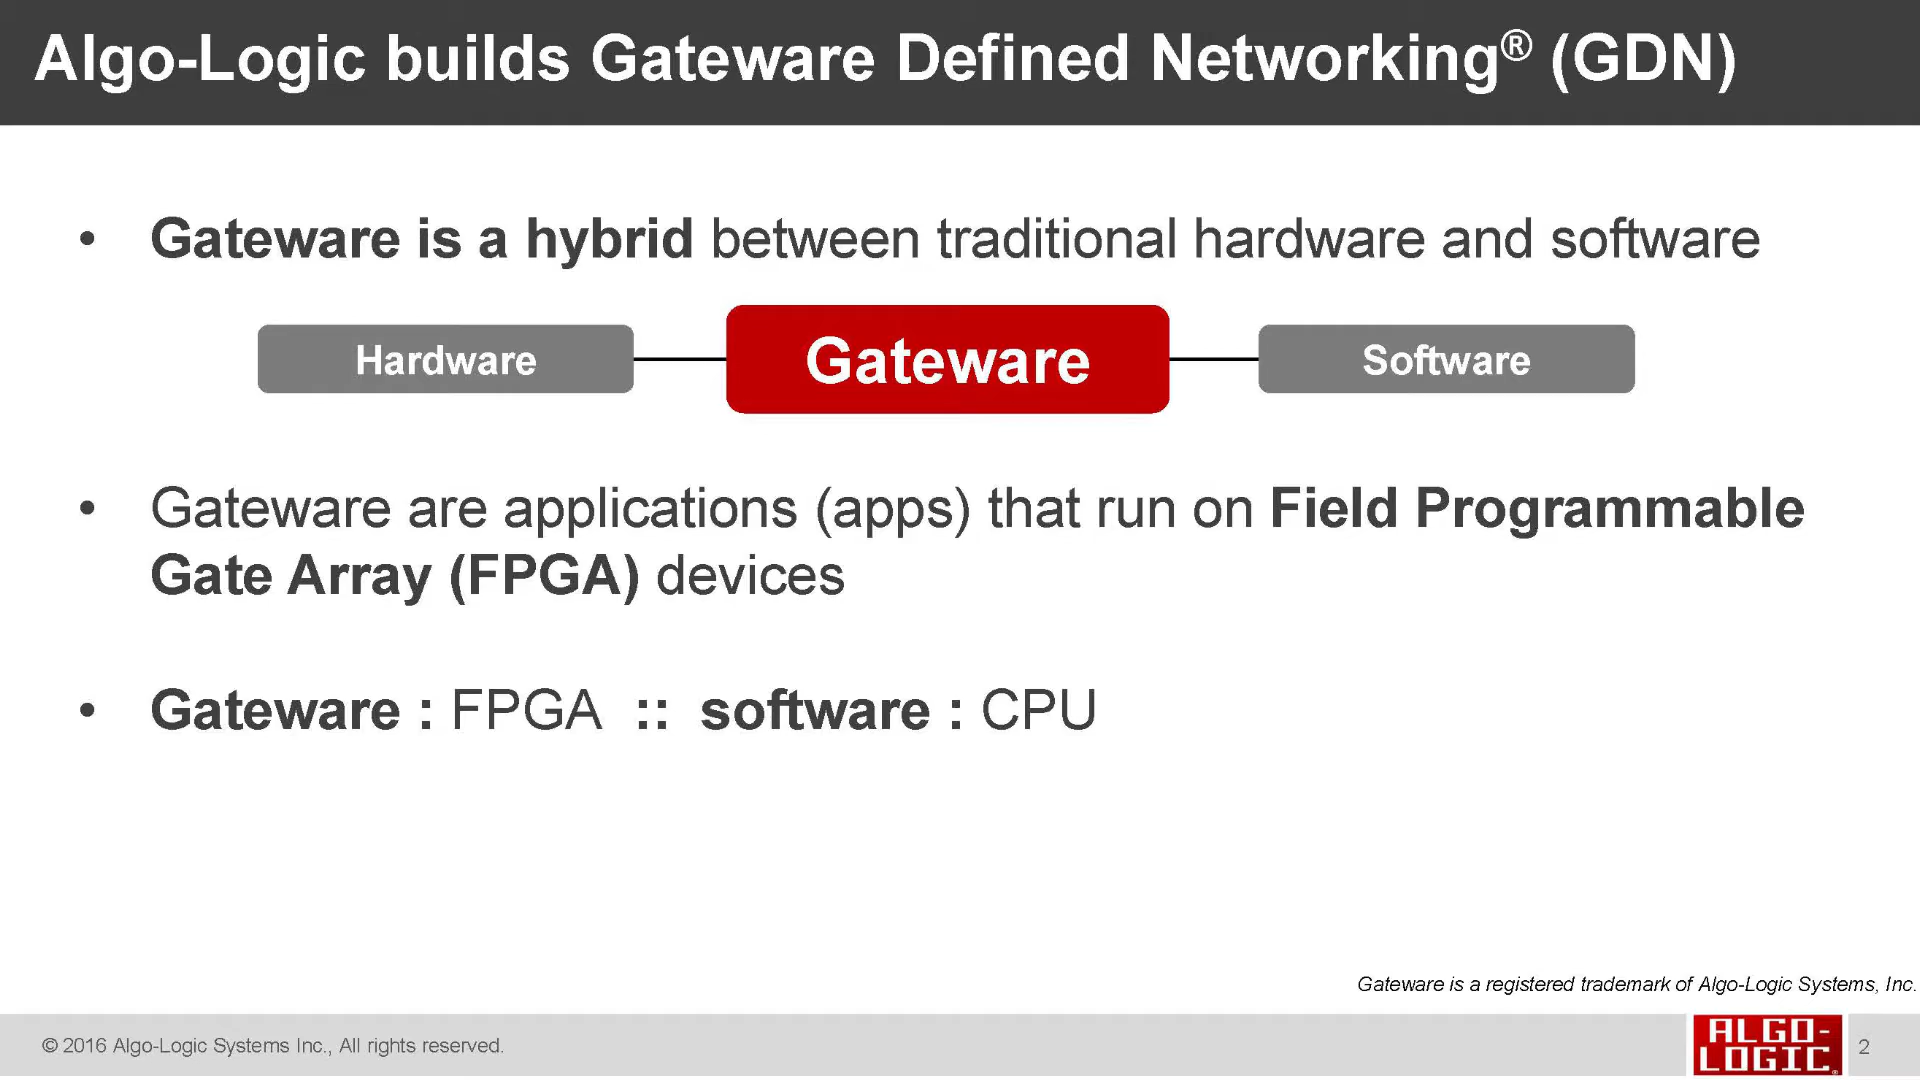 Algo-Logic builds Gateware Defined Networking® (GDN)
• Gateware is a hybrid between traditional hardware and software
Hardware
Gateware
Software
• Gateware are applications (apps) that run on Field Programmable
Gate Array (FPGA) devices
• Gateware : FPGA :: software : CPU
Gateware is a registered trademark of Algo-Logic Systems, Inc.
© 2016 Algo-Logic Systems Inc., All rights reserved.
ALGO-
LOGIC®
2